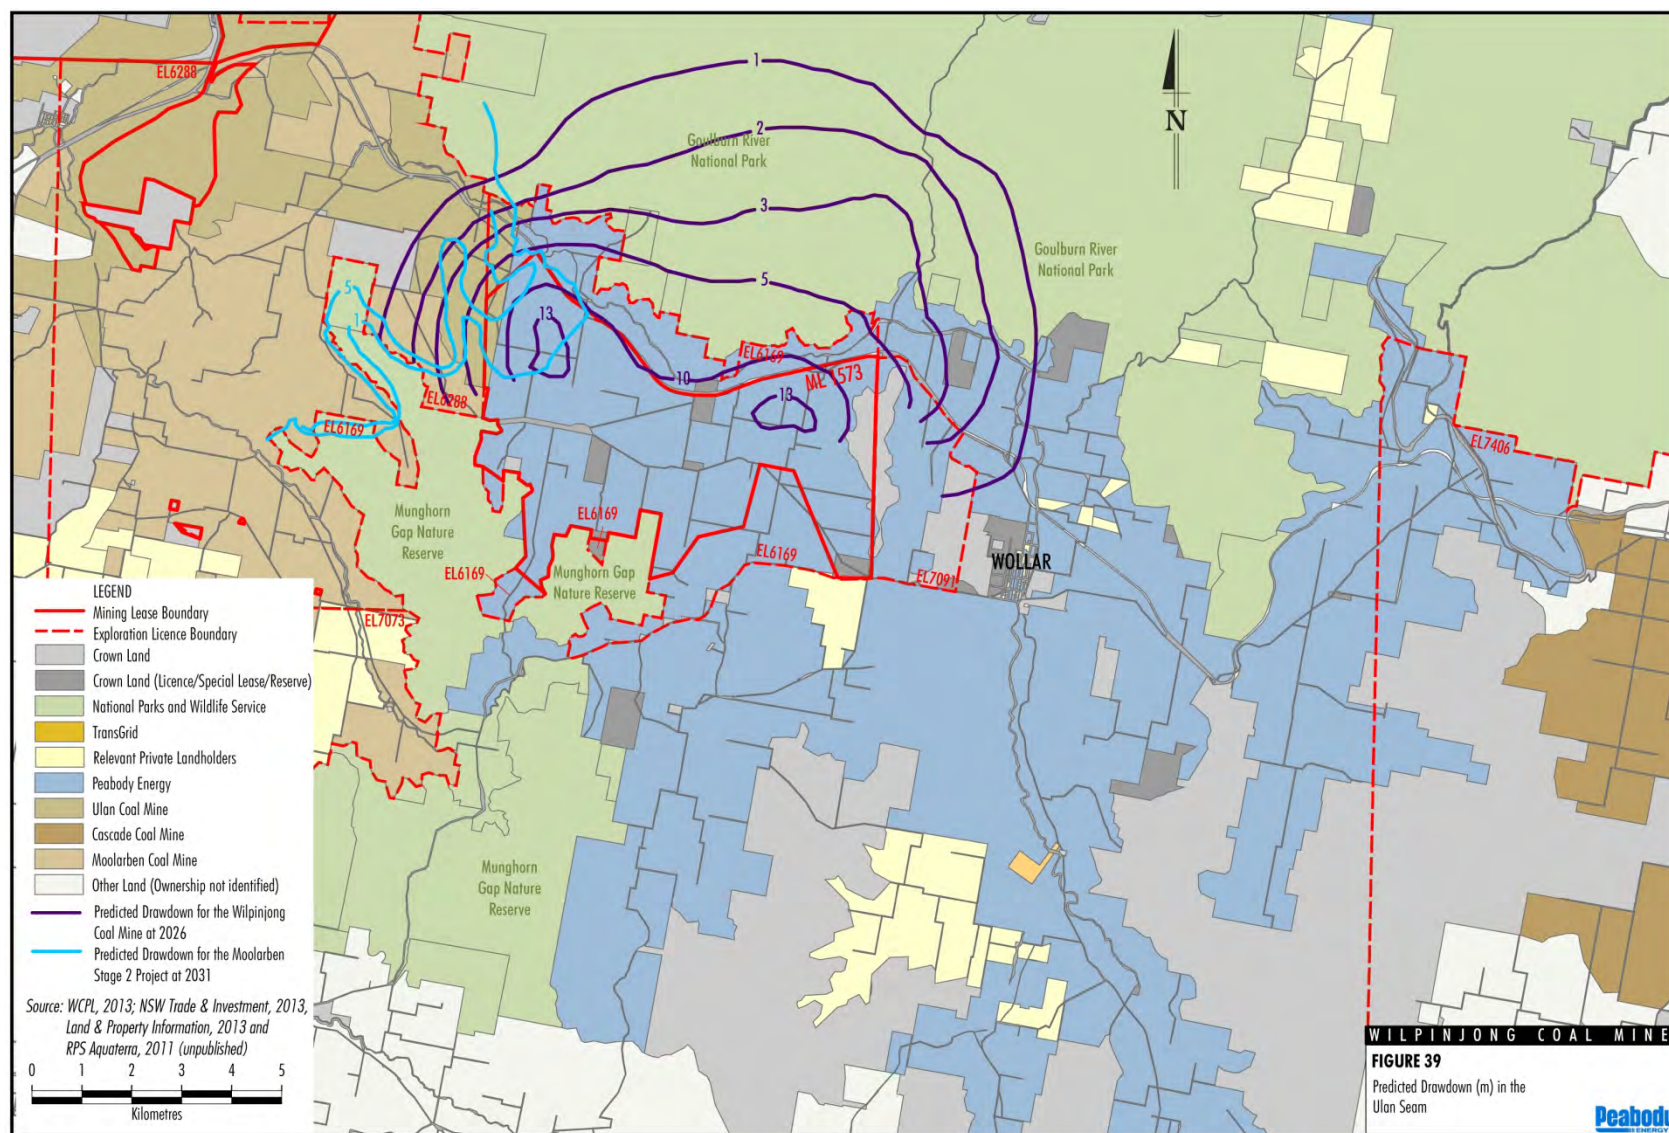 EL6288
1
N
2
Goulburn River
National Park
3
Goulburn River
National Park
5
5
1
13
EL6169
ML 1573
10
13
EL6288
EL6169
EL7406
Munghorn
Gap Nature
Reserve
EL6169
EL6169
WOLLAR
EL6169
Munghorn Gap
Nature Reserve
EL7091
EL7073
LEGEND
Mining Lease Boundary
Exploration Licence Boundary
Crown Land
Crown Land (Licence/Special Lease/Reserve)
National Parks and Wildlife Service
TransGrid
Relevant Private Landholders
Peabody Energy
Ulan Coal Mine
Cascade Coal Mine
Moolarben Coal Mine
Other Land (Ownership not identified)
Predicted Drawdown for the Wilpinjong
Coal Mine at 2026
Predicted Drawdown for the Moolarben
Stage 2 Project at 2031
Munghorn
Gap Nature
Reserve
Source: WCPL, 2013; NSW Trade & Investment, 2013,
Land & Property Information, 2013 and
RPS Aquaterra, 2011 (unpublished)
0 1 2 3 4 5
Kilometres
WILPINJONG COAL MINE
FIGURE 39
Predicted Drawdown (m) in the
Ulan Seam
Peabody
ENERGY